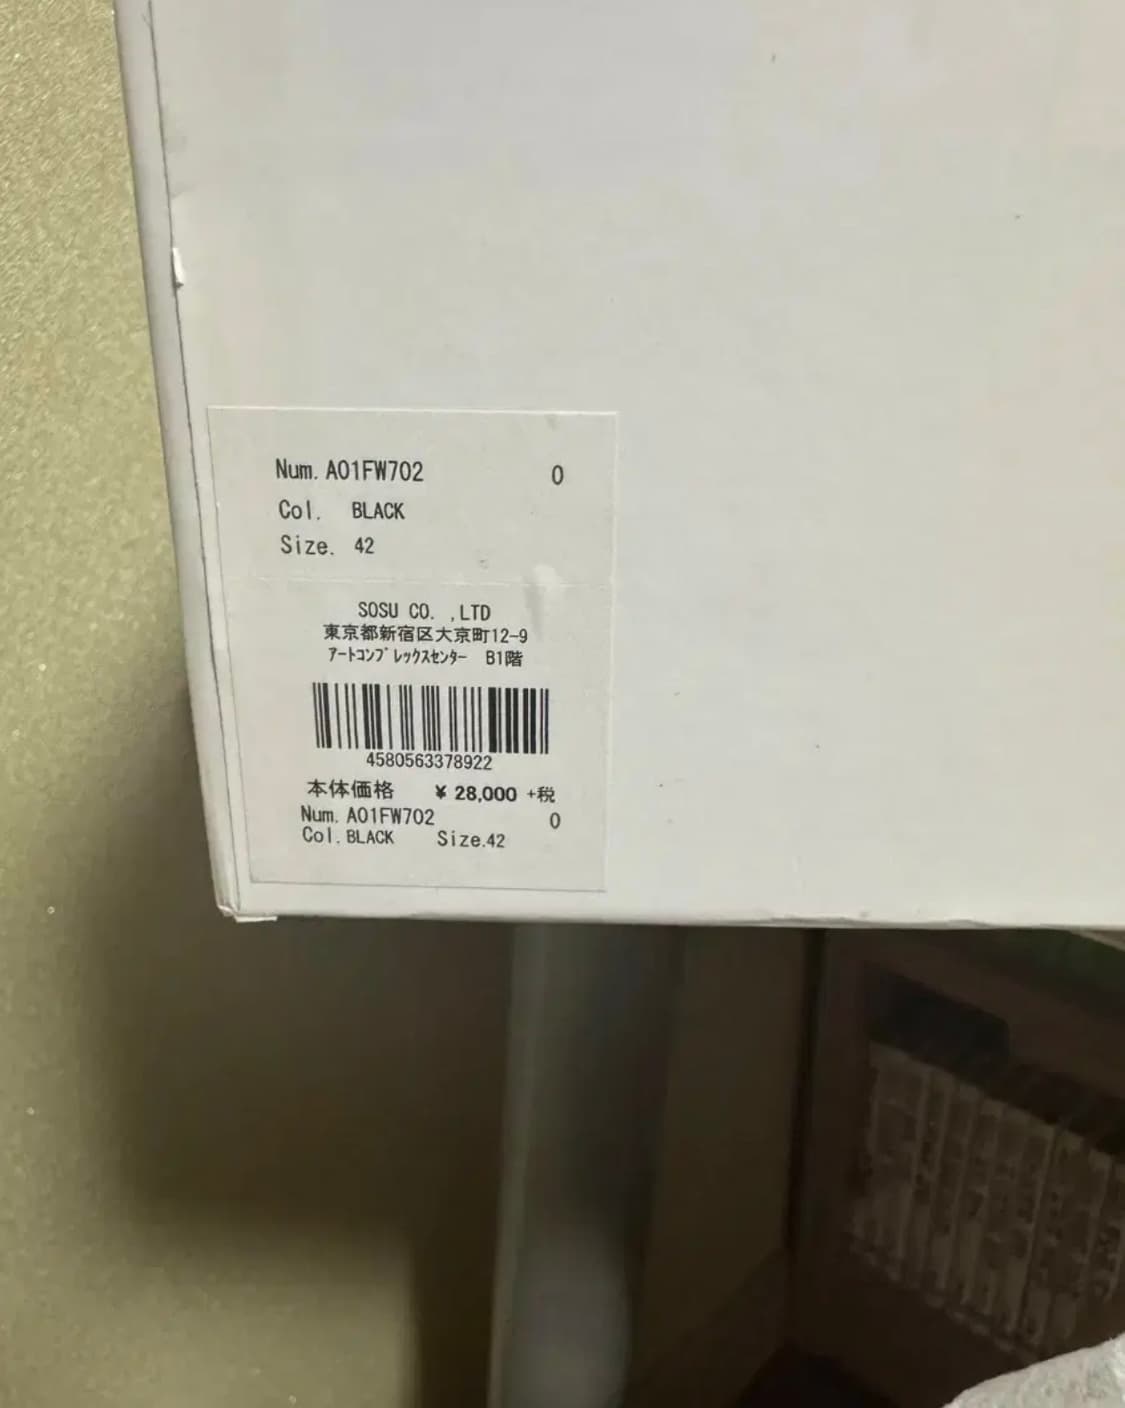 Num. A01FW702 0
Col. BLACK
Size. 42
SOSU CO. ,LTD
東京都新宿区大京町12-9
ｱｰﾄｺﾝﾌﾟﾚｯｸｽｾﾝﾀｰ B1階
4580563378922
本体価格 ¥ 28,000 +税
Num. A01FW702 0
Col. BLACK Size.42